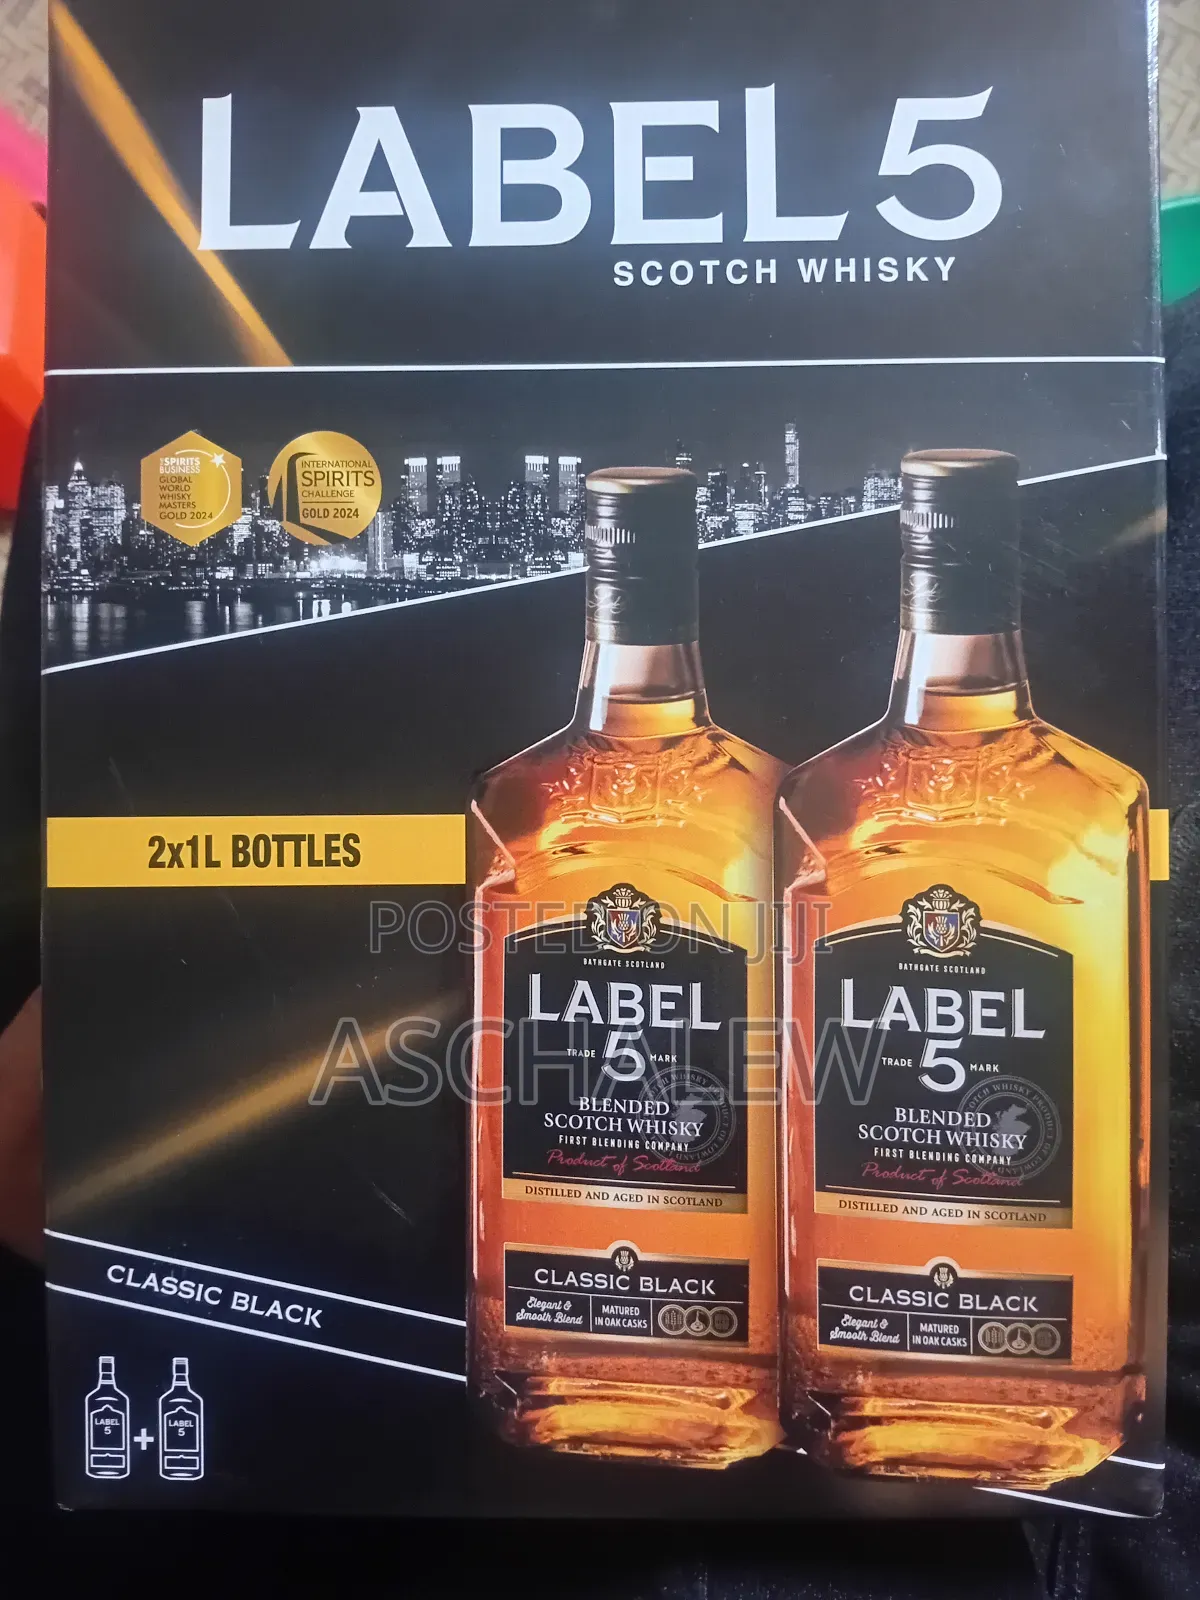 LABEL 5
SCOTCH WHISKY
THE SPIRITS
BUSINESS
GLOBAL
WORLD
WHISKY
MASTERS
GOLD 2024
INTERNATIONAL
SPIRITS
CHALLENGE
GOLD 2024
2x1L BOTTLES
POSTED ON JIJI
ASCHALEW
BATHGATE SCOTLAND
LABEL
TRADE 5 MARK
BLENDED
SCOTCH WHISKY
FIRST BLENDING COMPANY
Product of Scotland
DISTILLED AND AGED IN SCOTLAND
CLASSIC BLACK
Elegant &
Smooth Blend
MATURED
IN OAK CASKS
BATHGATE SCOTLAND
LABEL
TRADE 5 MARK
BLENDED
SCOTCH WHISKY
FIRST BLENDING COMPANY
Product of Scotland
DISTILLED AND AGED IN SCOTLAND
CLASSIC BLACK
Elegant &
Smooth Blend
MATURED
IN OAK CASKS
CLASSIC BLACK
LABEL
5
+
LABEL
5